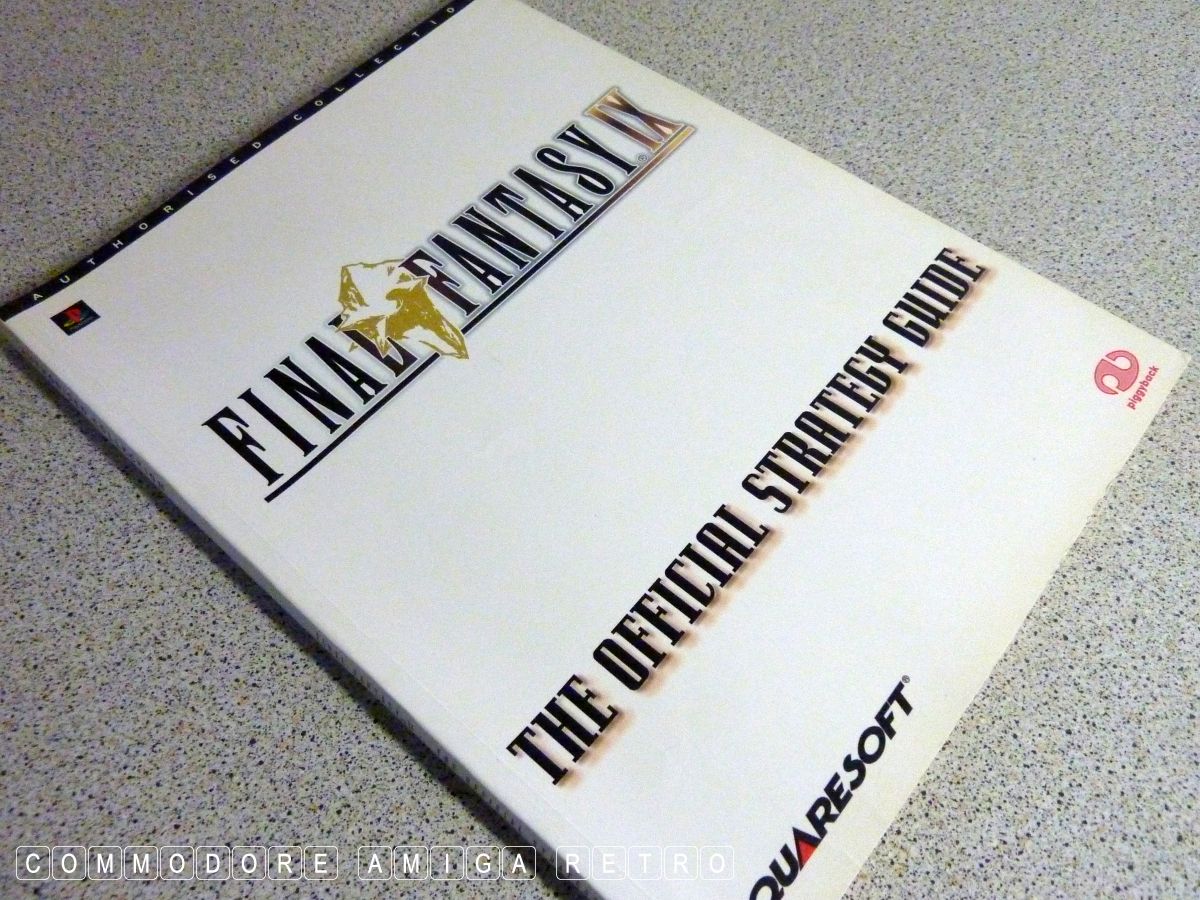 AUTHORISED COLLECTIO
FINAL FANTASY® IX
THE OFFICIAL STRATEGY GUIDE
piggyback
QUARESOFT®
COMMODORE AMIGA RETRO